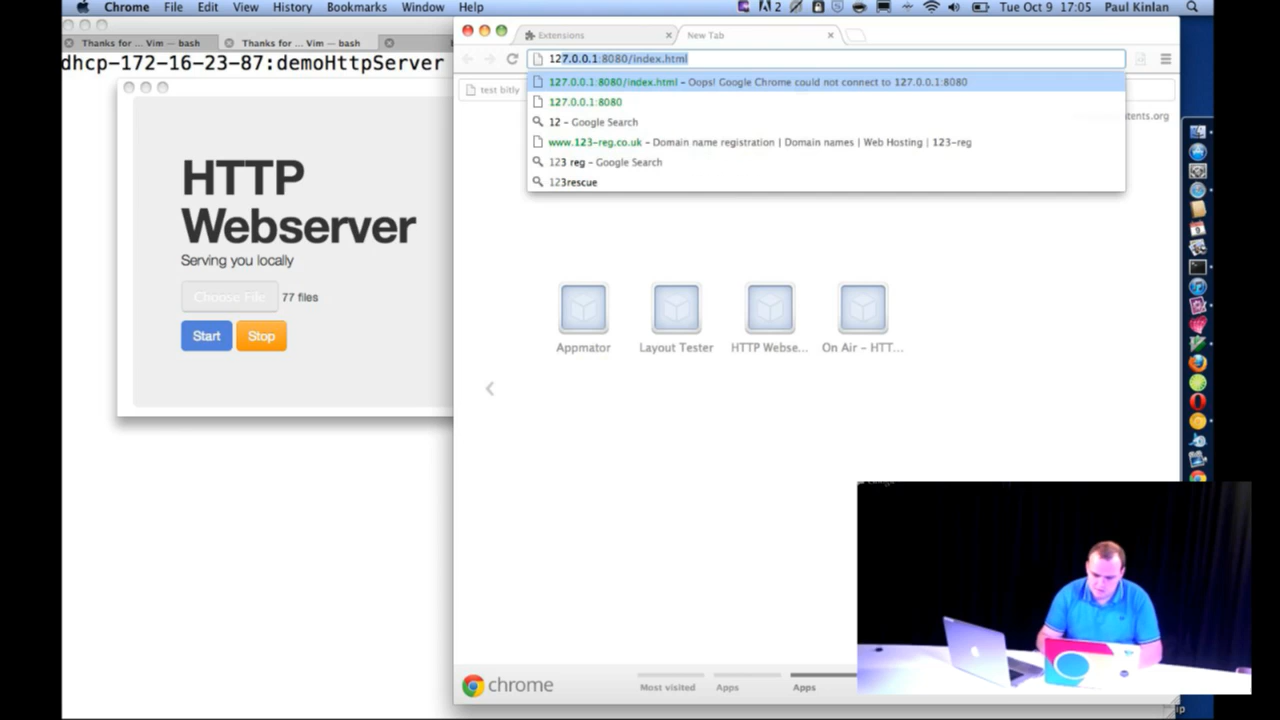 Chrome File Edit View History Bookmarks Window Help
2 Tue Oct 9 17:05 Paul Kinlan
Thanks for ... Vim — bash
Thanks for ... Vim — bash
dhcp-172-16-23-87:demoHttpServer
HTTP
Webserver
Serving you locally
Choose File 77 files
Start Stop
Extensions
New Tab
127.0.0.1:8080/index.html
127.0.0.1:8080/index.html - Oops! Google Chrome could not connect to 127.0.0.1:8080
127.0.0.1:8080
12 - Google Search
www.123-reg.co.uk - Domain name registration | Domain names | Web Hosting | 123-reg
123 reg - Google Search
123rescue
test bitly
Appmator
Layout Tester
HTTP Webse...
On Air - HTT...
chrome
Most visited
Apps
Apps